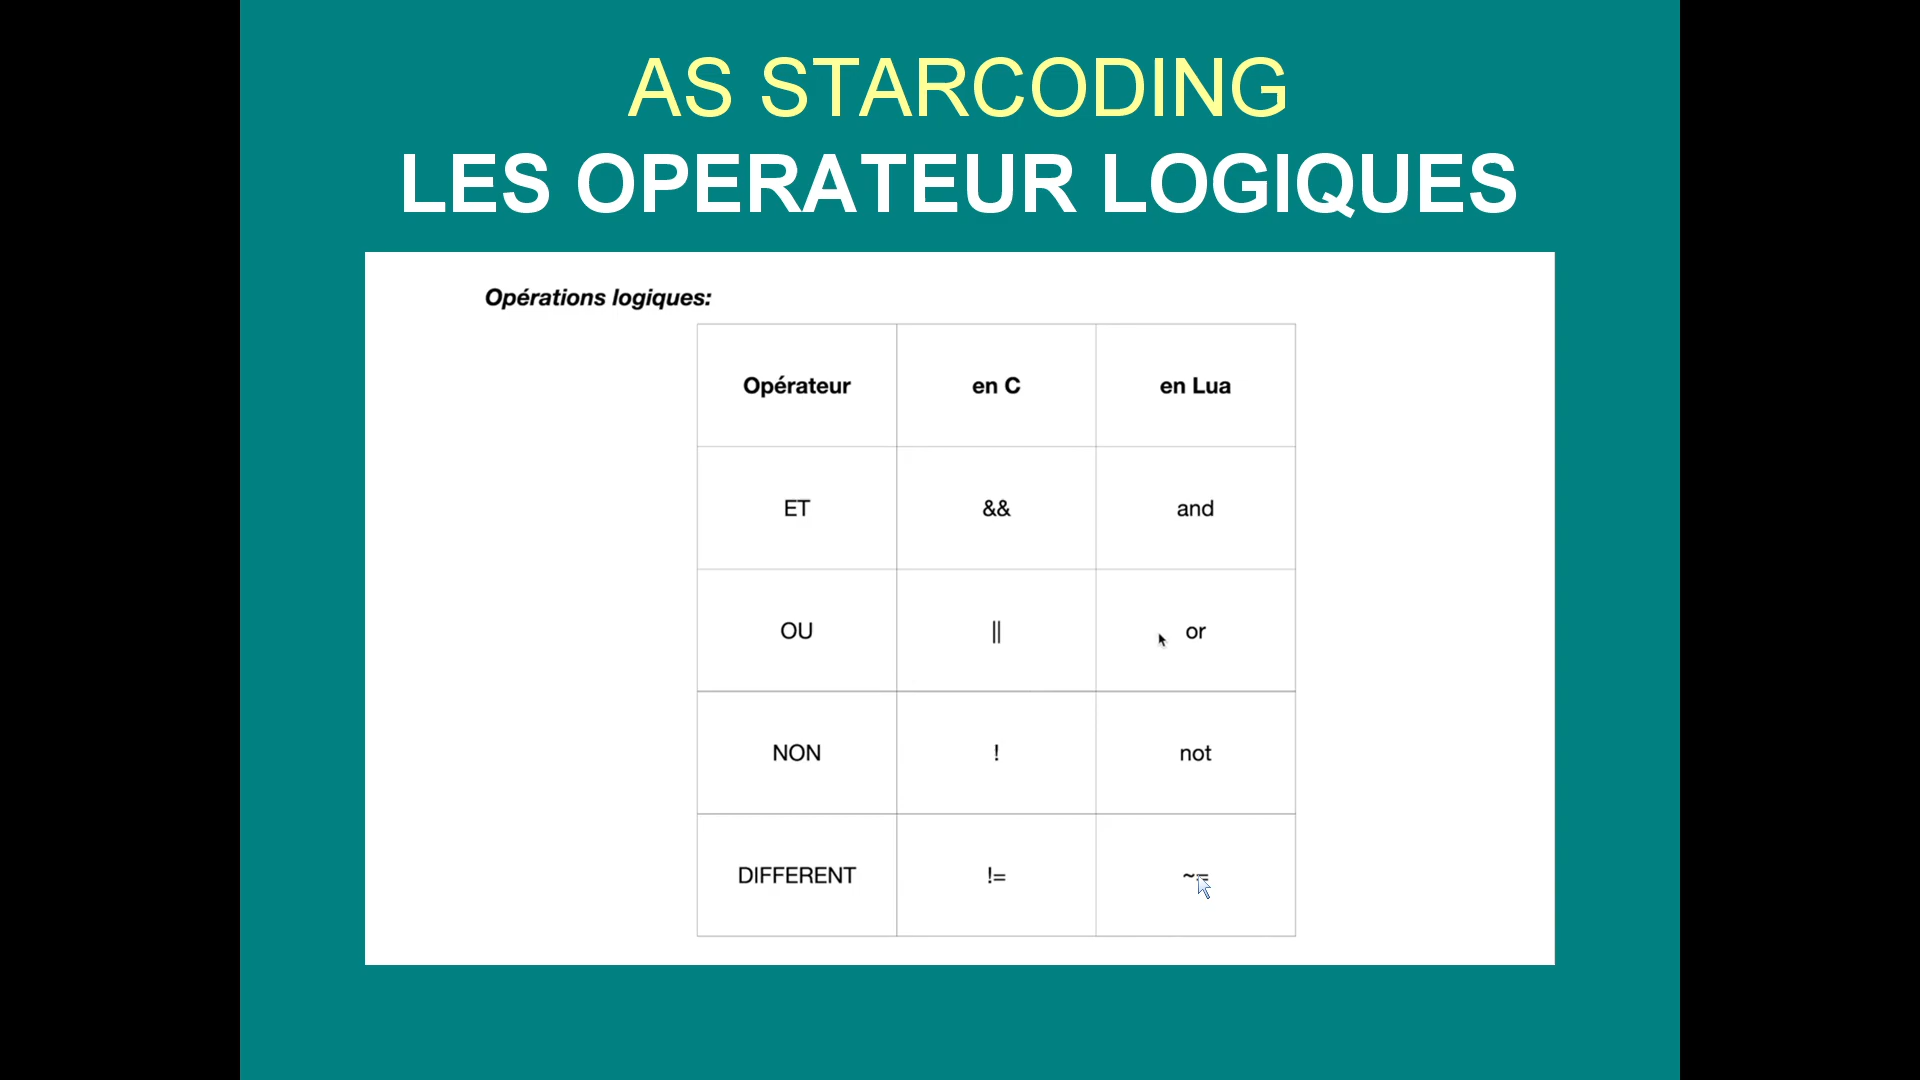 AS STARCODING
LES OPERATEUR LOGIQUES
Opérations logiques:
Opérateur en C en Lua
ET && and
OU || or
NON ! not
DIFFERENT != ~=